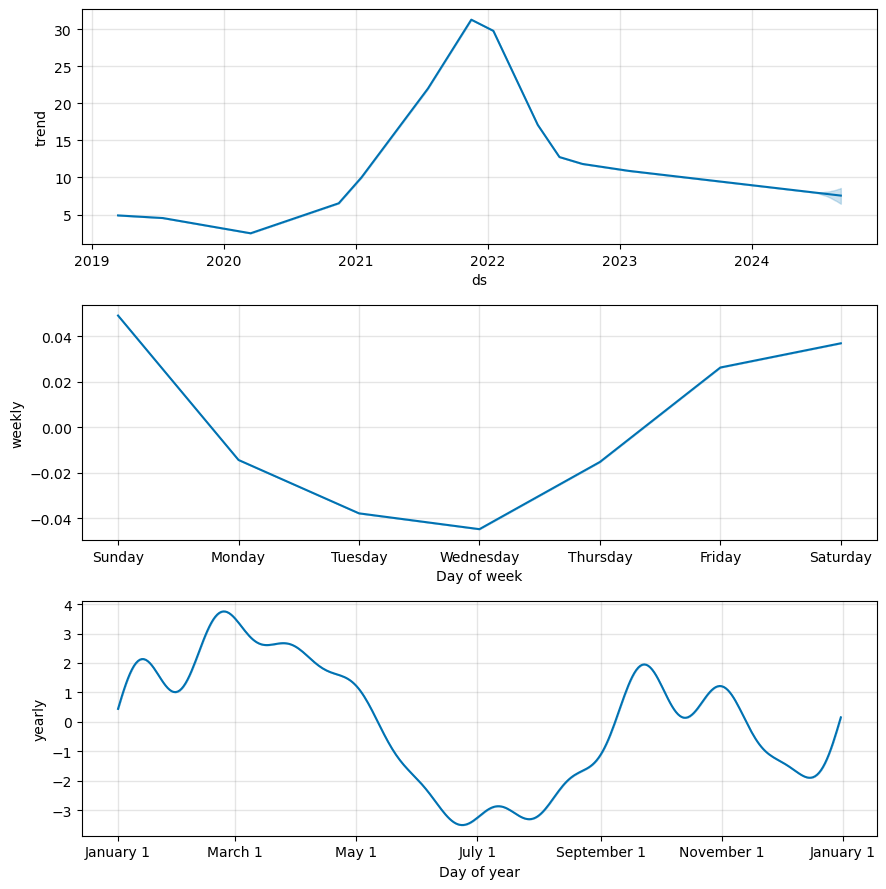 30
25
20
15
10
5
trend
2019 2020 2021 2022 2023 2024
ds
0.04
0.02
0.00
−0.02
−0.04
weekly
Sunday Monday Tuesday Wednesday Thursday Friday Saturday
Day of week
4
3
2
1
0
−1
−2
−3
yearly
January 1 March 1 May 1 July 1 September 1 November 1 January 1
Day of year